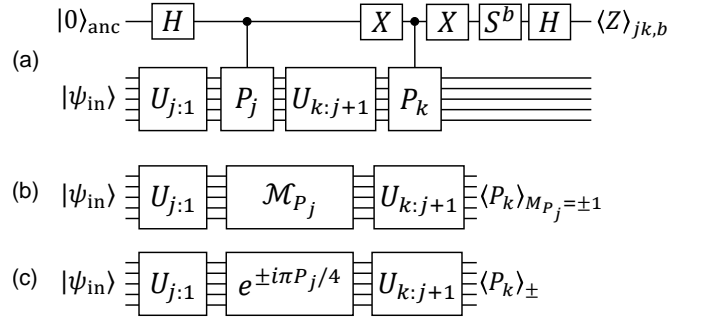 |0⟩anc H X X S^b H ⟨Z⟩jk,b
(a) |ψin⟩ Uj:1 Pj Uk:j+1 Pk
(b) |ψin⟩ Uj:1 ℳPj Uk:j+1 ⟨Pk⟩MPj=±1
(c) |ψin⟩ Uj:1 e^±iπPj/4 Uk:j+1 ⟨Pk⟩±